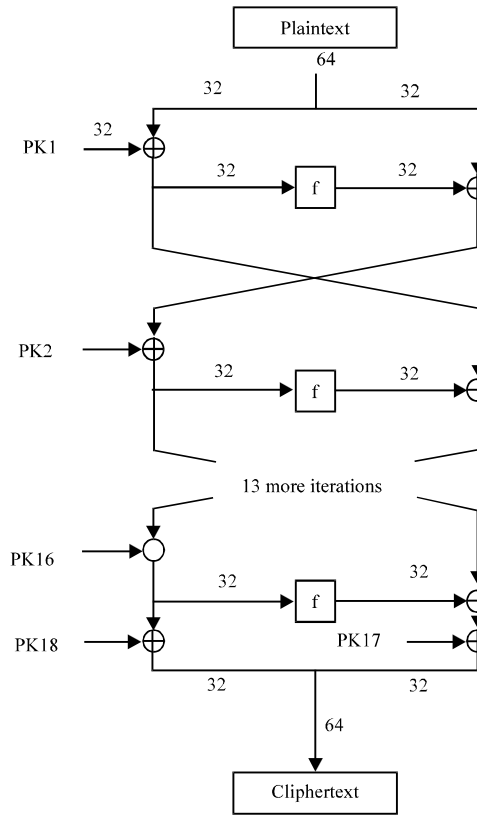 Plaintext
64
32 32
PK1 32
32 f 32
PK2
32 f 32
13 more iterations
PK16
32 f 32
PK18 PK17
32 32
64
Cliphertext